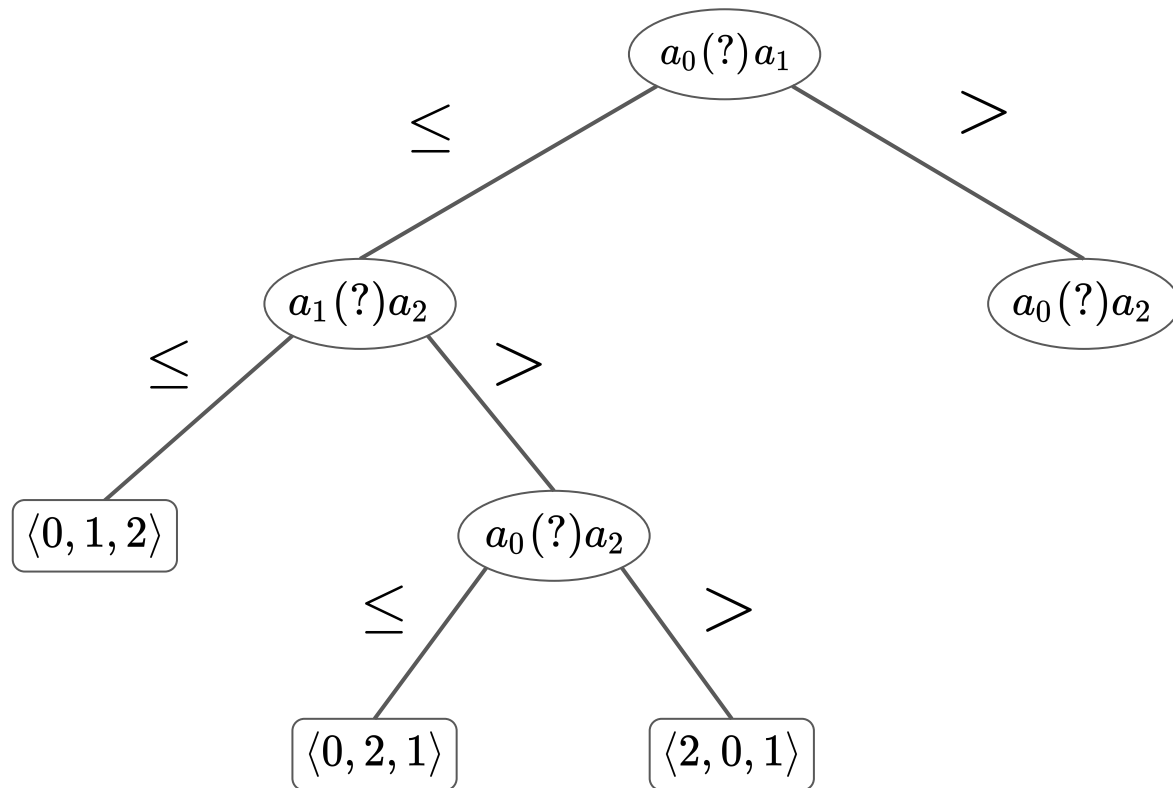 a₀(?)a₁
≤ >
a₁(?)a₂ a₀(?)a₂
≤ >
⟨0, 1, 2⟩ a₀(?)a₂
≤ >
⟨0, 2, 1⟩ ⟨2, 0, 1⟩